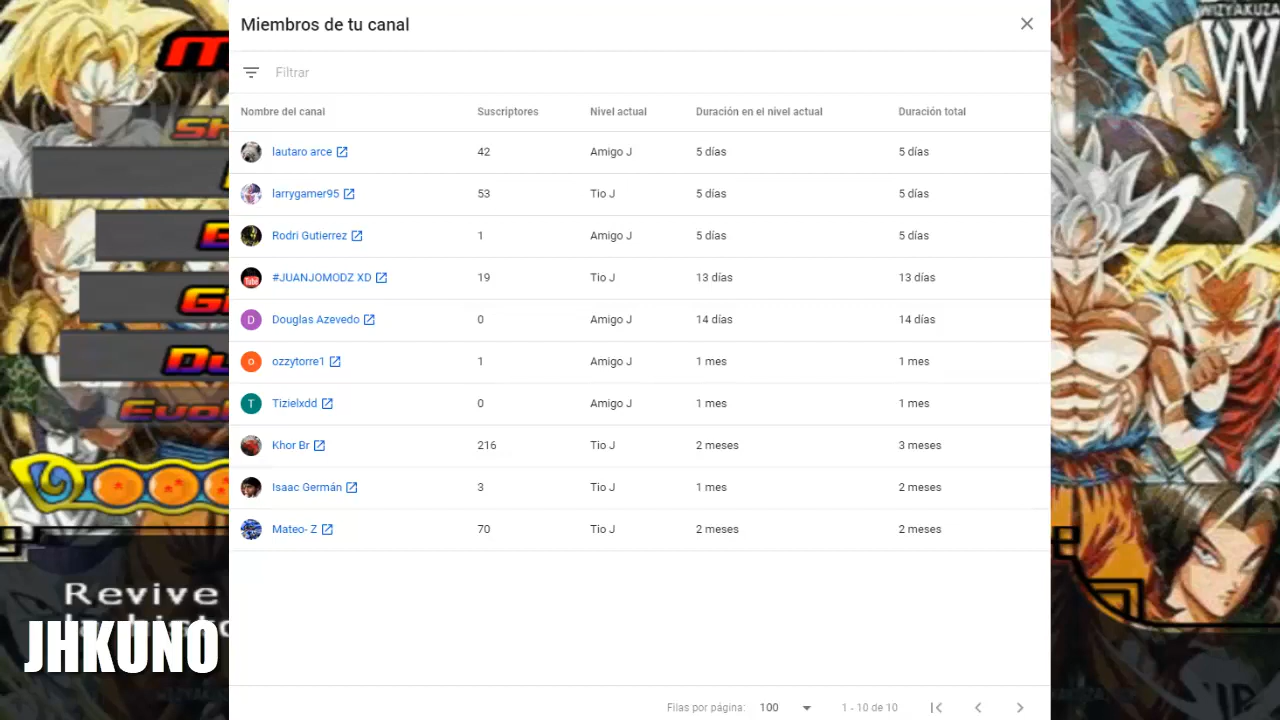 Miembros de tu canal
Filtrar
Nombre del canal Suscriptores Nivel actual Duración en el nivel actual Duración total
lautaro arce 42 Amigo J 5 días 5 días
larrygamer95 53 Tio J 5 días 5 días
Rodri Gutierrez 1 Amigo J 5 días 5 días
#JUANJOMODZ XD 19 Tio J 13 días 13 días
D Douglas Azevedo 0 Amigo J 14 días 14 días
o ozzytorre1 1 Amigo J 1 mes 1 mes
T Tizielxdd 0 Amigo J 1 mes 1 mes
Khor Br 216 Tio J 2 meses 3 meses
Isaac Germán 3 Tio J 1 mes 2 meses
Mateo- Z 70 Tio J 2 meses 2 meses
Filas por página: 100 1 - 10 de 10
WIZYAKUZA
Revive
JHKUNO